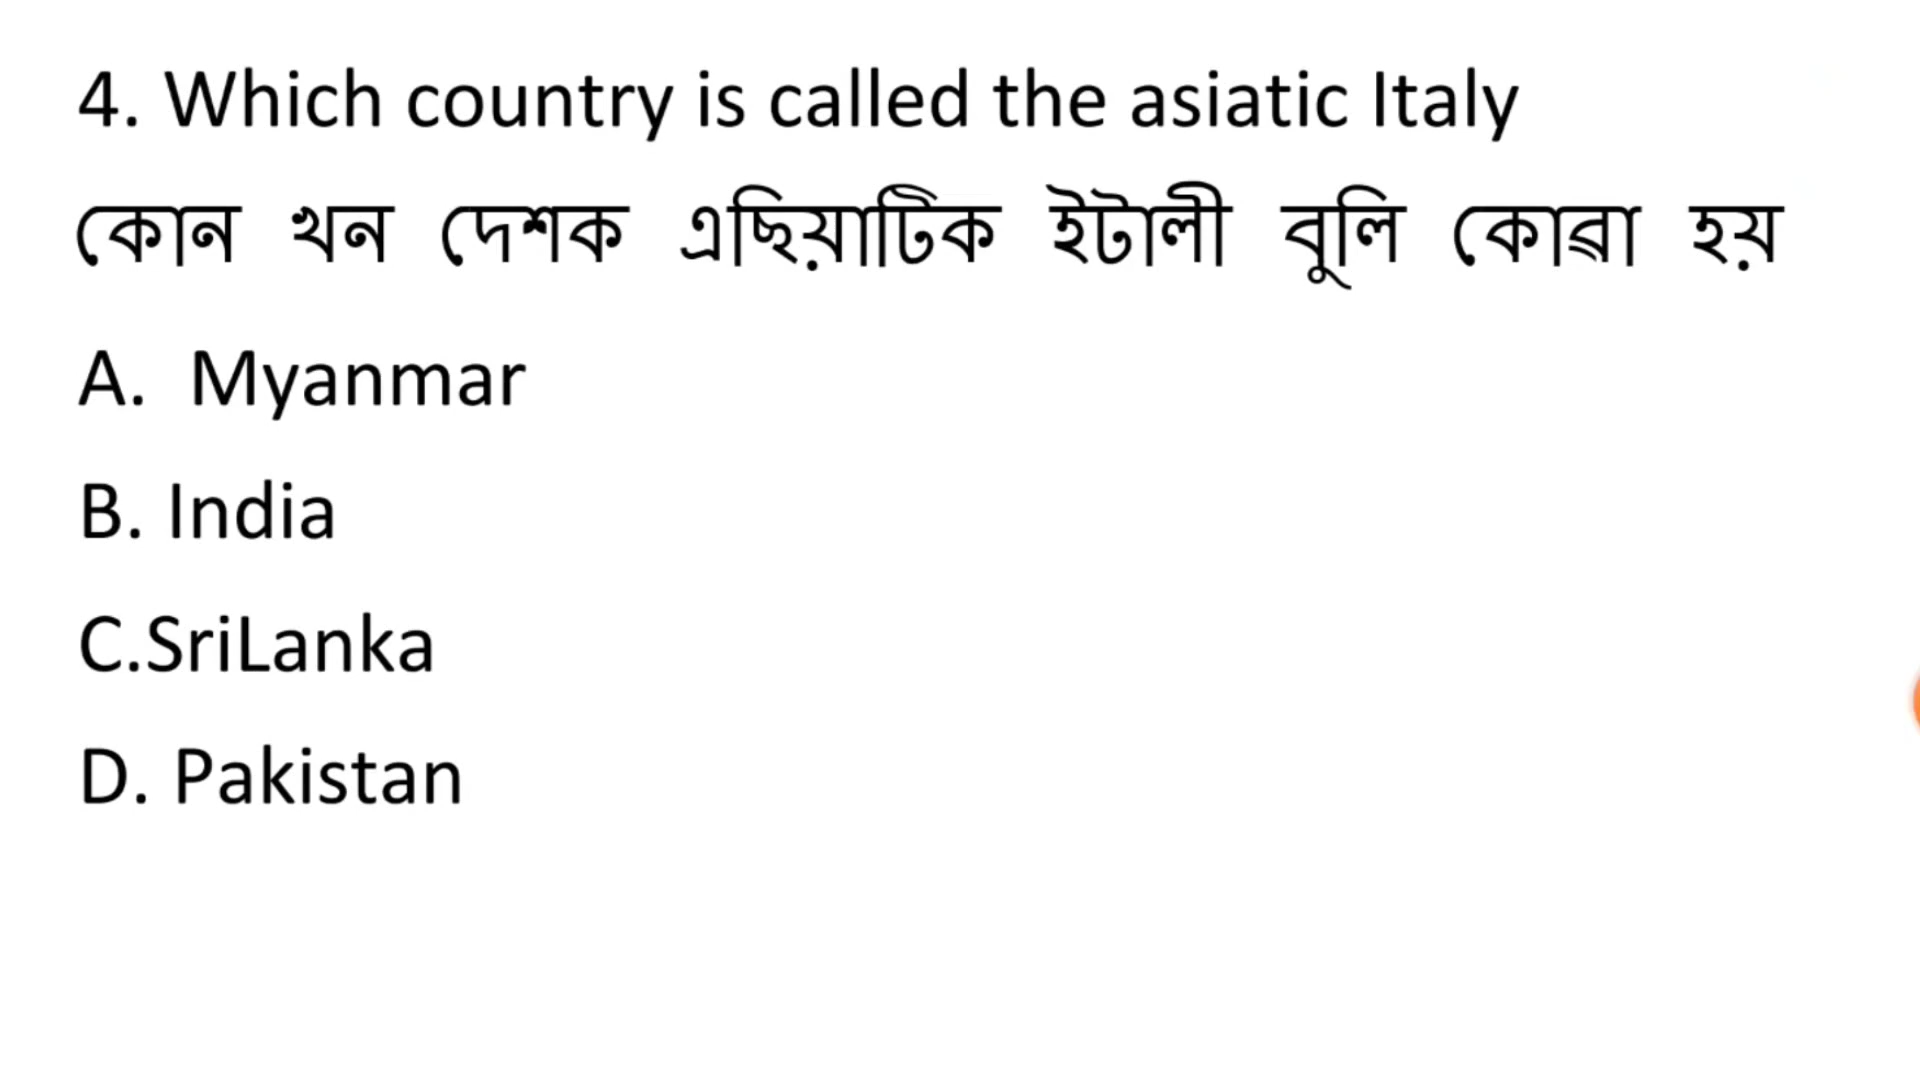 4. Which country is called the asiatic Italy
কোন খন দেশক এছিয়াটিক ইটালী বুলি কোৱা হয়
A. Myanmar
B. India
C.SriLanka
D. Pakistan